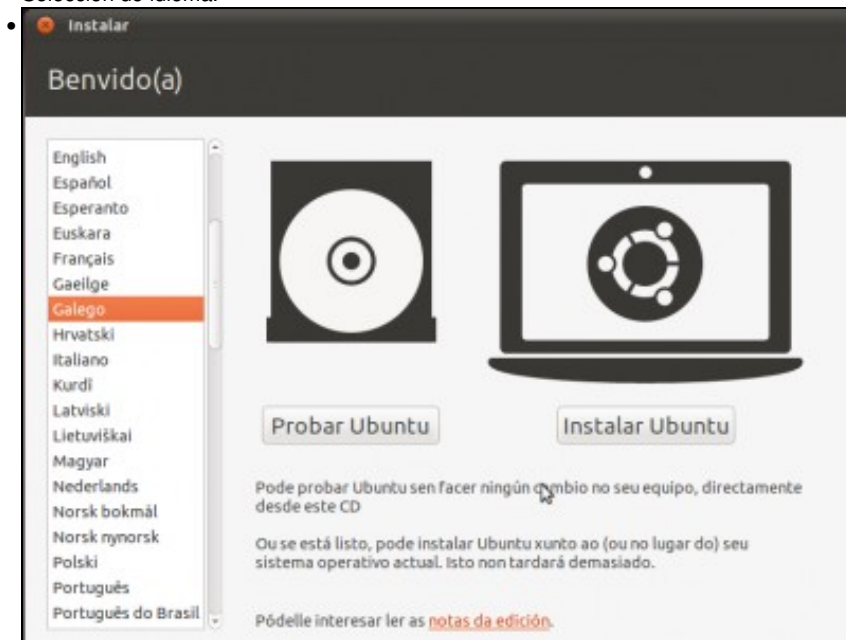 Selección do idioma.
Instalar
Benvido(a)
English
Español
Esperanto
Euskara
Français
Gaeilge
Galego
Hrvatski
Italiano
Kurdî
Latviski
Lietuviškai
Magyar
Nederlands
Norsk bokmål
Norsk nynorsk
Polski
Português
Português do Brasil
Probar Ubuntu
Instalar Ubuntu
Pode probar Ubuntu sen facer ningún cambio no seu equipo, directamente
desde este CD
Ou se está listo, pode instalar Ubuntu xunto ao (ou no lugar do) seu
sistema operativo actual. Isto non tardará demasiado.
Pódelle interesar ler as notas da edición.